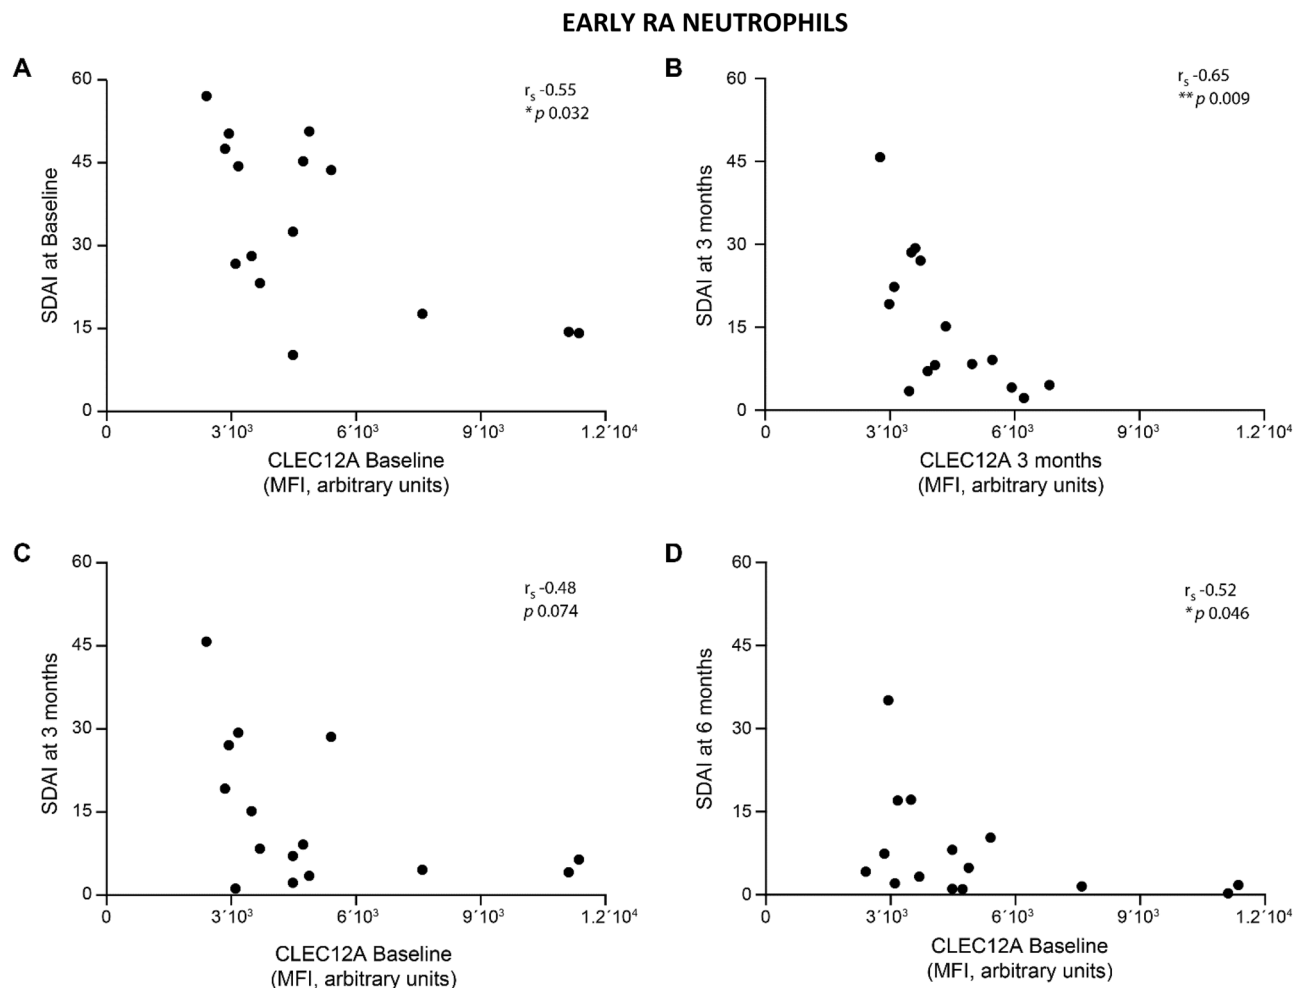 EARLY RA NEUTROPHILS
A
60
45
30
15
0
SDAI at Baseline
rs -0.55
*p 0.032
0 3´10³ 6´10³ 9´10³ 1.2´10⁴
CLEC12A Baseline
(MFI, arbitrary units)
B
60
45
30
15
0
SDAI at 3 months
rs -0.65
**p 0.009
0 3´10³ 6´10³ 9´10³ 1.2´10⁴
CLEC12A 3 months
(MFI, arbitrary units)
C
60
45
30
15
0
SDAI at 3 months
rs -0.48
p 0.074
0 3´10³ 6´10³ 9´10³ 1.2´10⁴
CLEC12A Baseline
(MFI, arbitrary units)
D
60
45
30
15
0
SDAI at 6 months
rs -0.52
*p 0.046
0 3´10³ 6´10³ 9´10³ 1.2´10⁴
CLEC12A Baseline
(MFI, arbitrary units)